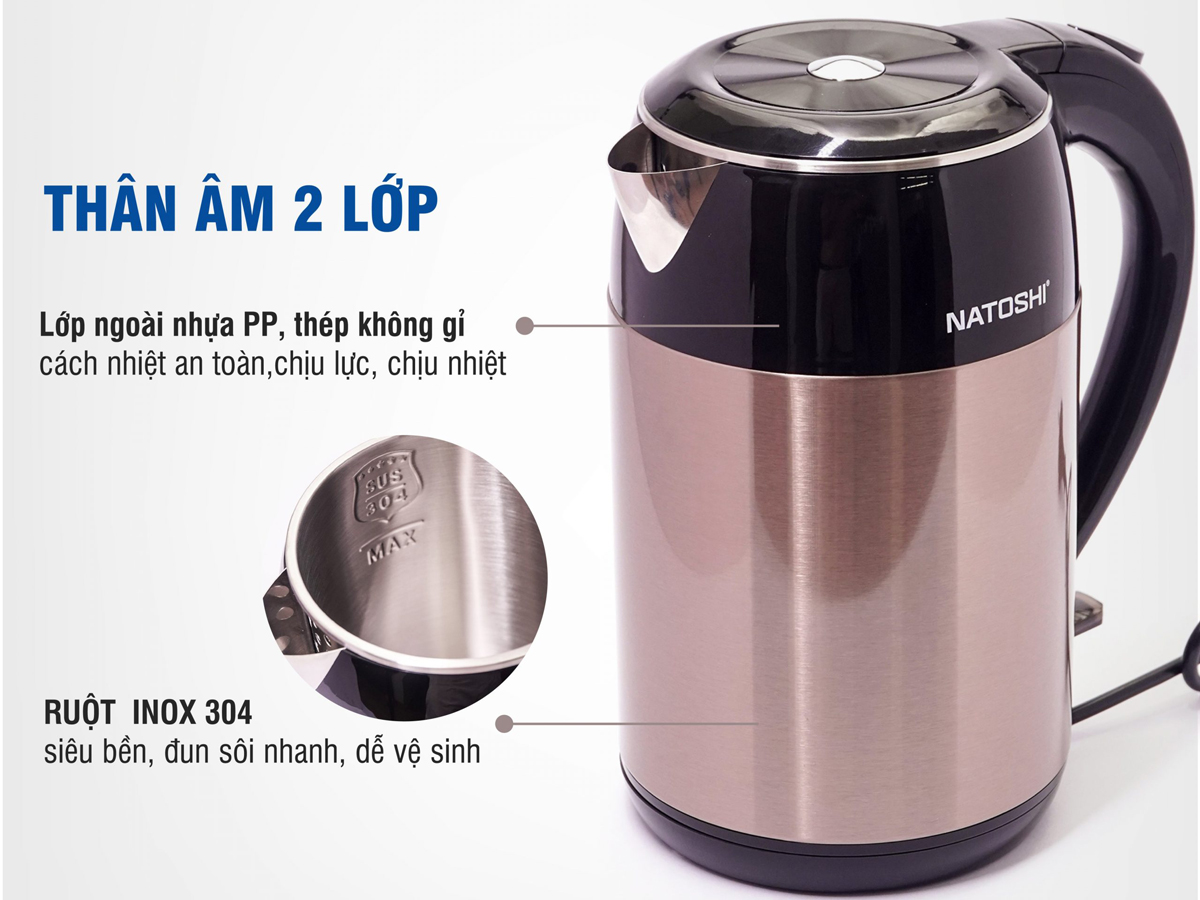 THÂN ÂM 2 LỚP
Lớp ngoài nhựa PP, thép không gỉ
cách nhiệt an toàn,chịu lực, chịu nhiệt
NATOSHI®
SUS
304
MAX
RUỘT INOX 304
siêu bền, đun sôi nhanh, dễ vệ sinh